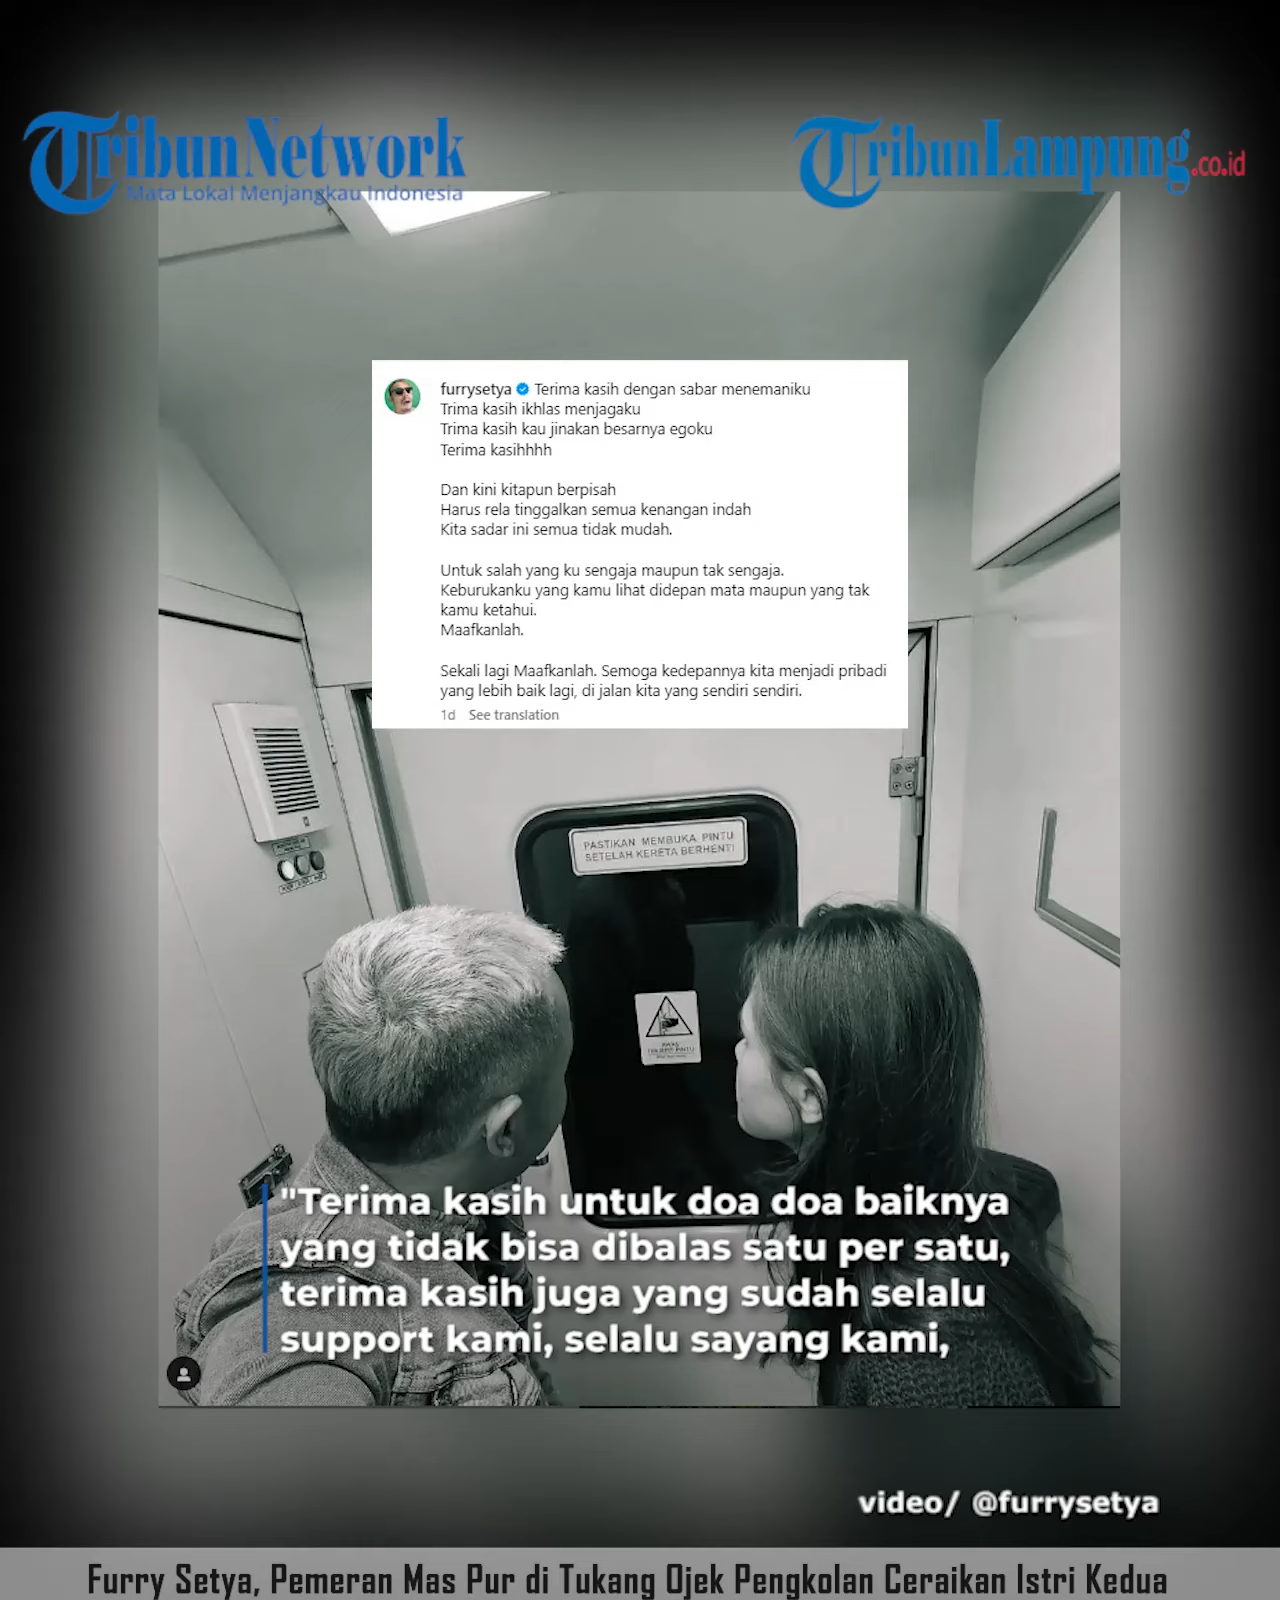 TribunNetwork
Mata Lokal Menjangkau Indonesia
TribunLampung.co.id
furrysetya Terima kasih dengan sabar menemaniku
Trima kasih ikhlas menjagaku
Trima kasih kau jinakan besarnya egoku
Terima kasihhhh
Dan kini kitapun berpisah
Harus rela tinggalkan semua kenangan indah
Kita sadar ini semua tidak mudah.
Untuk salah yang ku sengaja maupun tak sengaja.
Keburukanku yang kamu lihat didepan mata maupun yang tak
kamu ketahui.
Maafkanlah.
Sekali lagi Maafkanlah. Semoga kedepannya kita menjadi pribadi
yang lebih baik lagi, di jalan kita yang sendiri sendiri.
1d See translation
PASTIKAN MEMBUKA PINTU
SETELAH KERETA BERHENTI
AWAS
"Terima kasih untuk doa doa baiknya
yang tidak bisa dibalas satu per satu,
terima kasih juga yang sudah selalu
support kami, selalu sayang kami,
video/ @furrysetya
Furry Setya, Pemeran Mas Pur di Tukang Ojek Pengkolan Ceraikan Istri Kedua